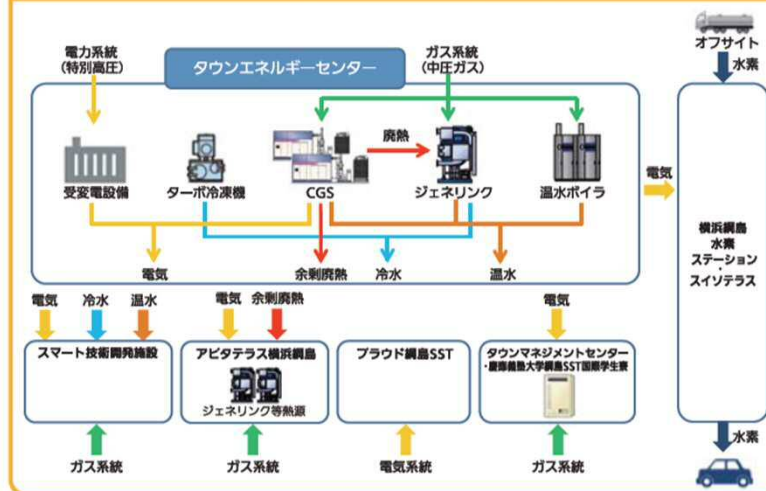 電力系統
(特別高圧)
タウンエネルギーセンター
ガス系統
(中圧ガス)
オフサイト
水素
廃熱
受変電設備
ターボ冷凍機
CGS
ジェネリンク
温水ボイラ
電気
横浜綱島
水素
ステーション
・
スイソテラス
電気
余剰廃熱
冷水
温水
電気
冷水
温水
電気
余剰廃熱
電気
スマート技術開発施設
アピタテラス横浜綱島
ジェネリンク等熱源
プラウド綱島SST
タウンマネジメントセンター
・慶應義塾大学綱島SST国際学生寮
ガス系統
ガス系統
電気系統
ガス系統
水素